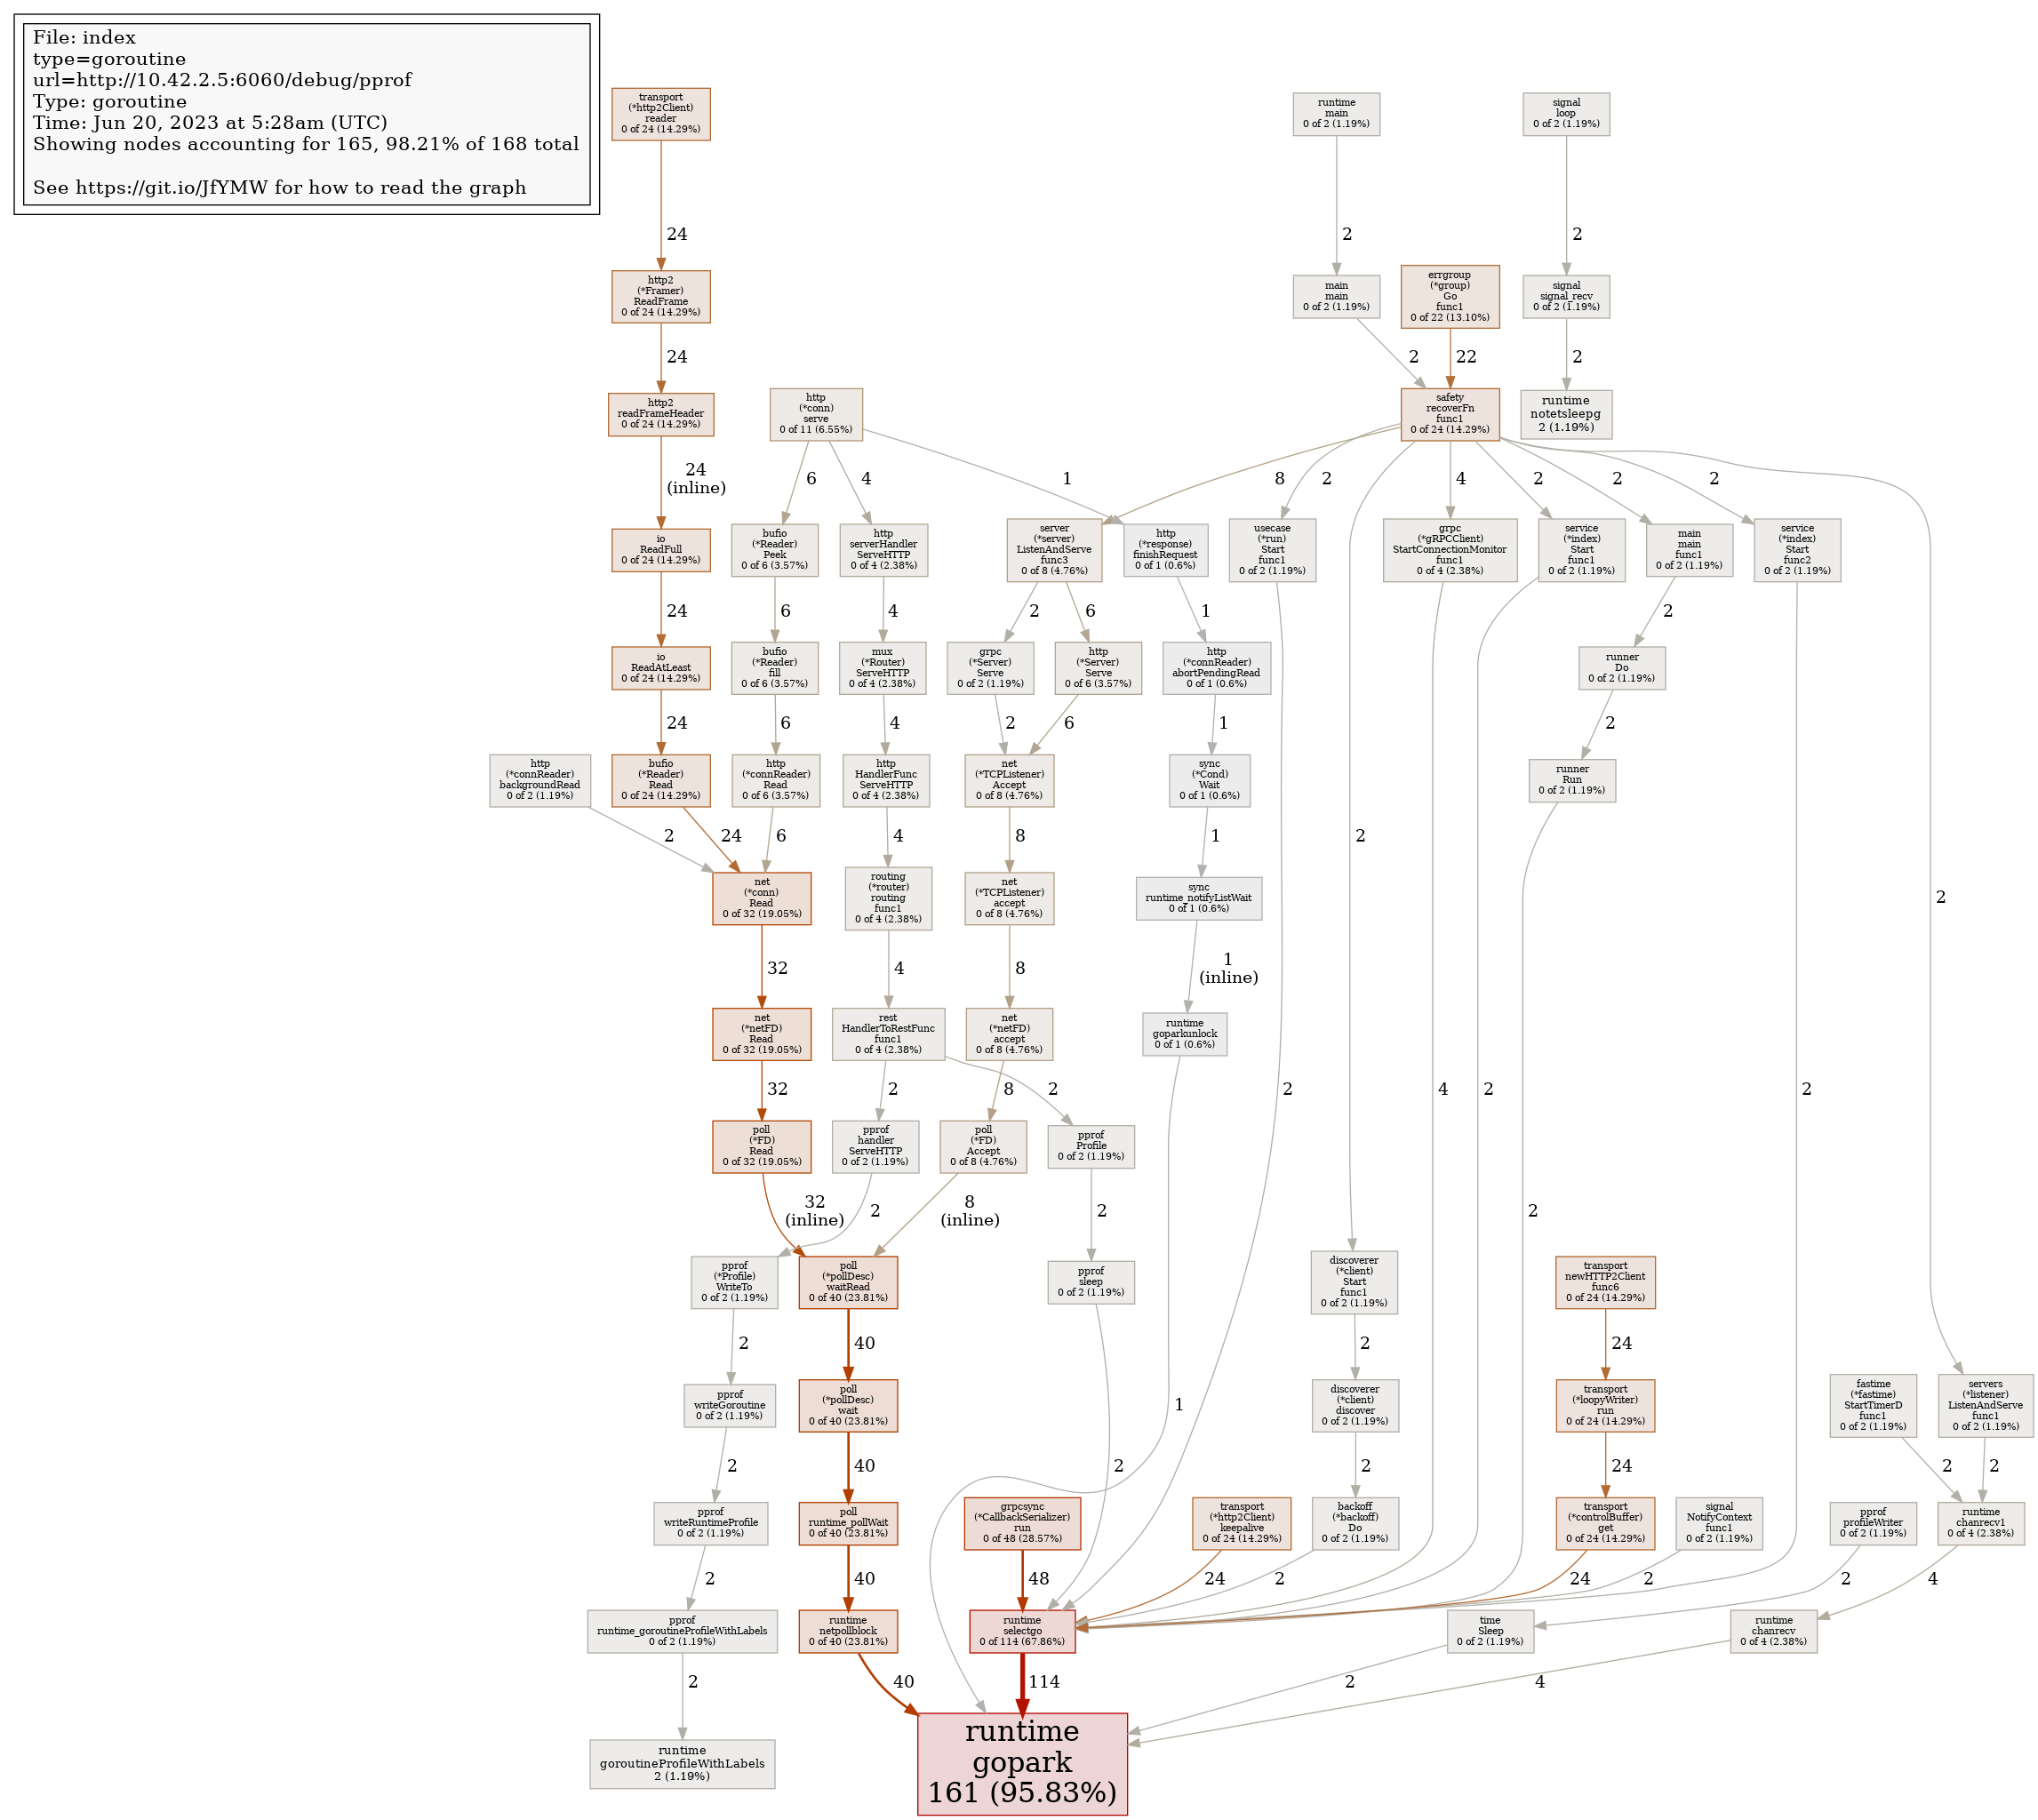 File: index
type=goroutine
url=http://10.42.2.5:6060/debug/pprof
Type: goroutine
Time: Jun 20, 2023 at 5:28am (UTC)
Showing nodes accounting for 165, 98.21% of 168 total
See https://git.io/JfYMW for how to read the graph
transport
(*http2Client)
reader
0 of 24 (14.29%)
runtime
main
0 of 2 (1.19%)
signal
loop
0 of 2 (1.19%)
24
2
2
http2
(*Framer)
ReadFrame
0 of 24 (14.29%)
main
main
0 of 2 (1.19%)
errgroup
(*group)
Go
func1
0 of 22 (13.10%)
signal
signal_recv
0 of 2 (1.19%)
24
2
22
2
http2
readFrameHeader
0 of 24 (14.29%)
http
(*conn)
serve
0 of 11 (6.55%)
safety
recoverFn
func1
0 of 24 (14.29%)
runtime
notetsleepg
2 (1.19%)
24
(inline)
6
4
1
8
2
4
2
2
2
io
ReadFull
0 of 24 (14.29%)
bufio
(*Reader)
Peek
0 of 6 (3.57%)
http
serverHandler
ServeHTTP
0 of 4 (2.38%)
server
(*server)
ListenAndServe
func3
0 of 8 (4.76%)
http
(*response)
finishRequest
0 of 1 (0.6%)
usecase
(*run)
Start
func1
0 of 2 (1.19%)
grpc
(*gRPCClient)
StartConnectionMonitor
func1
0 of 4 (2.38%)
service
(*index)
Start
func1
0 of 2 (1.19%)
main
main
func1
0 of 2 (1.19%)
service
(*index)
Start
func2
0 of 2 (1.19%)
24
6
4
2
6
1
2
io
ReadAtLeast
0 of 24 (14.29%)
bufio
(*Reader)
fill
0 of 6 (3.57%)
mux
(*Router)
ServeHTTP
0 of 4 (2.38%)
grpc
(*Server)
Serve
0 of 2 (1.19%)
http
(*Server)
Serve
0 of 6 (3.57%)
http
(*connReader)
abortPendingRead
0 of 1 (0.6%)
runner
Do
0 of 2 (1.19%)
24
6
4
2
6
1
2
http
(*connReader)
backgroundRead
0 of 2 (1.19%)
bufio
(*Reader)
Read
0 of 24 (14.29%)
http
(*connReader)
Read
0 of 6 (3.57%)
http
HandlerFunc
ServeHTTP
0 of 4 (2.38%)
net
(*TCPListener)
Accept
0 of 8 (4.76%)
sync
(*Cond)
Wait
0 of 1 (0.6%)
runner
Run
0 of 2 (1.19%)
2
24
6
4
8
1
2
net
(*conn)
Read
0 of 32 (19.05%)
routing
(*router)
routing
func1
0 of 4 (2.38%)
net
(*TCPListener)
accept
0 of 8 (4.76%)
sync
runtime_notifyListWait
0 of 1 (0.6%)
2
32
4
8
1
(inline)
net
(*netFD)
Read
0 of 32 (19.05%)
rest
HandlerToRestFunc
func1
0 of 4 (2.38%)
net
(*netFD)
accept
0 of 8 (4.76%)
runtime
goparkunlock
0 of 1 (0.6%)
32
2
8
2
2
4
2
2
poll
(*FD)
Read
0 of 32 (19.05%)
pprof
handler
ServeHTTP
0 of 2 (1.19%)
poll
(*FD)
Accept
0 of 8 (4.76%)
pprof
Profile
0 of 2 (1.19%)
32
(inline)
2
8
(inline)
2
2
pprof
(*Profile)
WriteTo
0 of 2 (1.19%)
poll
(*pollDesc)
waitRead
0 of 40 (23.81%)
pprof
sleep
0 of 2 (1.19%)
discoverer
(*client)
Start
func1
0 of 2 (1.19%)
transport
newHTTP2Client
func6
0 of 24 (14.29%)
2
40
2
24
pprof
writeGoroutine
0 of 2 (1.19%)
poll
(*pollDesc)
wait
0 of 40 (23.81%)
1
discoverer
(*client)
discover
0 of 2 (1.19%)
transport
(*loopyWriter)
run
0 of 24 (14.29%)
fastime
(*fastime)
StartTimerD
func1
0 of 2 (1.19%)
servers
(*listener)
ListenAndServe
func1
0 of 2 (1.19%)
2
40
2
2
24
2
2
pprof
writeRuntimeProfile
0 of 2 (1.19%)
poll
runtime_pollWait
0 of 40 (23.81%)
grpcsync
(*CallbackSerializer)
run
0 of 48 (28.57%)
transport
(*http2Client)
keepalive
0 of 24 (14.29%)
backoff
(*backoff)
Do
0 of 2 (1.19%)
transport
(*controlBuffer)
get
0 of 24 (14.29%)
signal
NotifyContext
func1
0 of 2 (1.19%)
pprof
profileWriter
0 of 2 (1.19%)
runtime
chanrecv1
0 of 4 (2.38%)
2
40
48
24
2
24
2
2
4
pprof
runtime_goroutineProfileWithLabels
0 of 2 (1.19%)
runtime
netpollblock
0 of 40 (23.81%)
runtime
selectgo
0 of 114 (67.86%)
time
Sleep
0 of 2 (1.19%)
runtime
chanrecv
0 of 4 (2.38%)
2
40
114
2
4
runtime
goroutineProfileWithLabels
2 (1.19%)
runtime
gopark
161 (95.83%)